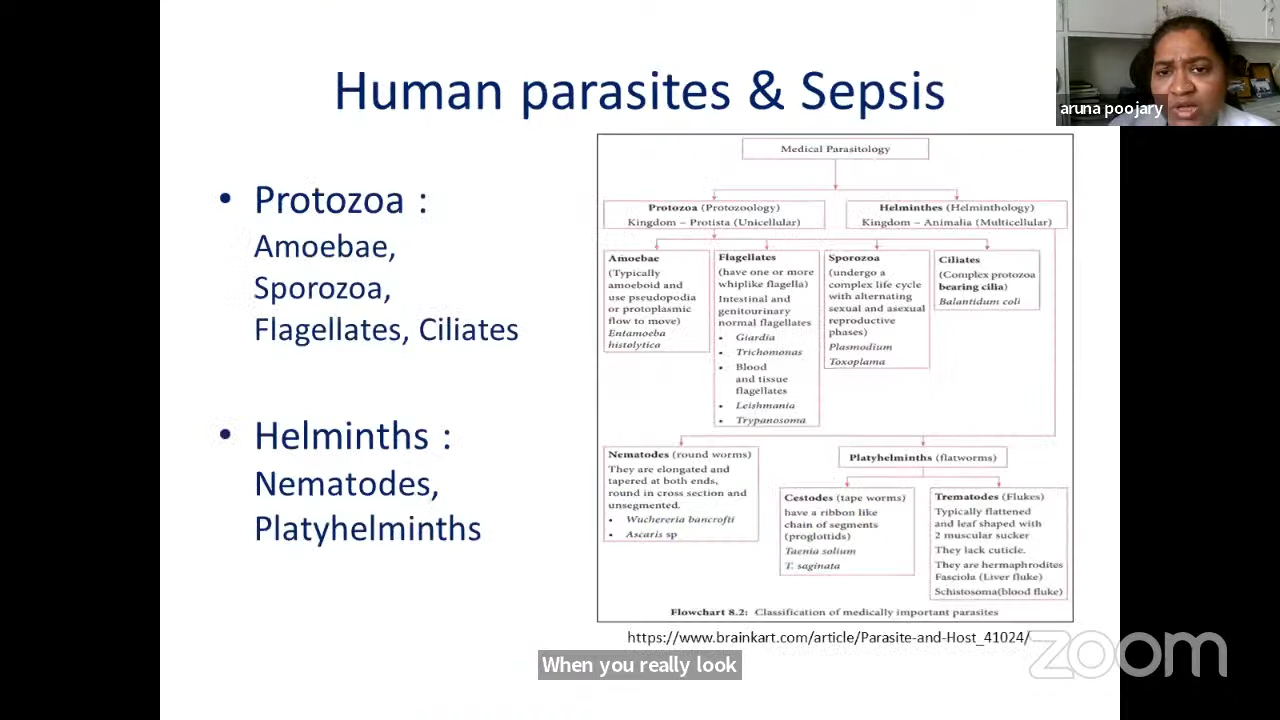 Human parasites & Sepsis
aruna poojary
• Protozoa :
Amoebae,
Sporozoa,
Flagellates, Ciliates
• Helminths :
Nematodes,
Platyhelminths
Medical Parasitology
Protozoa (Protozoology)
Kingdom – Protista (Unicellular)
Helminthes (Helminthology)
Kingdom – Animalia (Multicellular)
Amoebae
(Typically
amoeboid and
use pseudopodia
or protoplasmic
flow to move)
Entamoeba
histolytica
Flagellates
(have one or more
whiplike flagella)
Intestinal and
genitourinary
normal flagellates
• Giardia
• Trichomonas
• Blood
and tissue
flagellates
• Leishmania
• Trypanosoma
Sporozoa
(undergo a
complex life cycle
with alternating
sexual and asexual
reproductive
phases)
Plasmodium
Toxoplama
Ciliates
(Complex protozoa
bearing cilia)
Balantidum coli
Nematodes (round worms)
They are elongated and
tapered at both ends,
round in cross section and
unsegmented.
• Wuchereria bancrofti
• Ascaris sp
Platyhelminths (flatworms)
Cestodes (tape worms)
have a ribbon like
chain of segments
(proglottids)
Taenia solium
T. saginata
Trematodes (Flukes)
Typically flattened
and leaf shaped with
2 muscular sucker
They lack cuticle.
They are hermaphrodites
Fasciola (Liver fluke)
Schistosoma(blood fluke)
Flowchart 8.2: Classification of medically important parasites
https://www.brainkart.com/article/Parasite-and-Host_41024/
When you really look
zoom